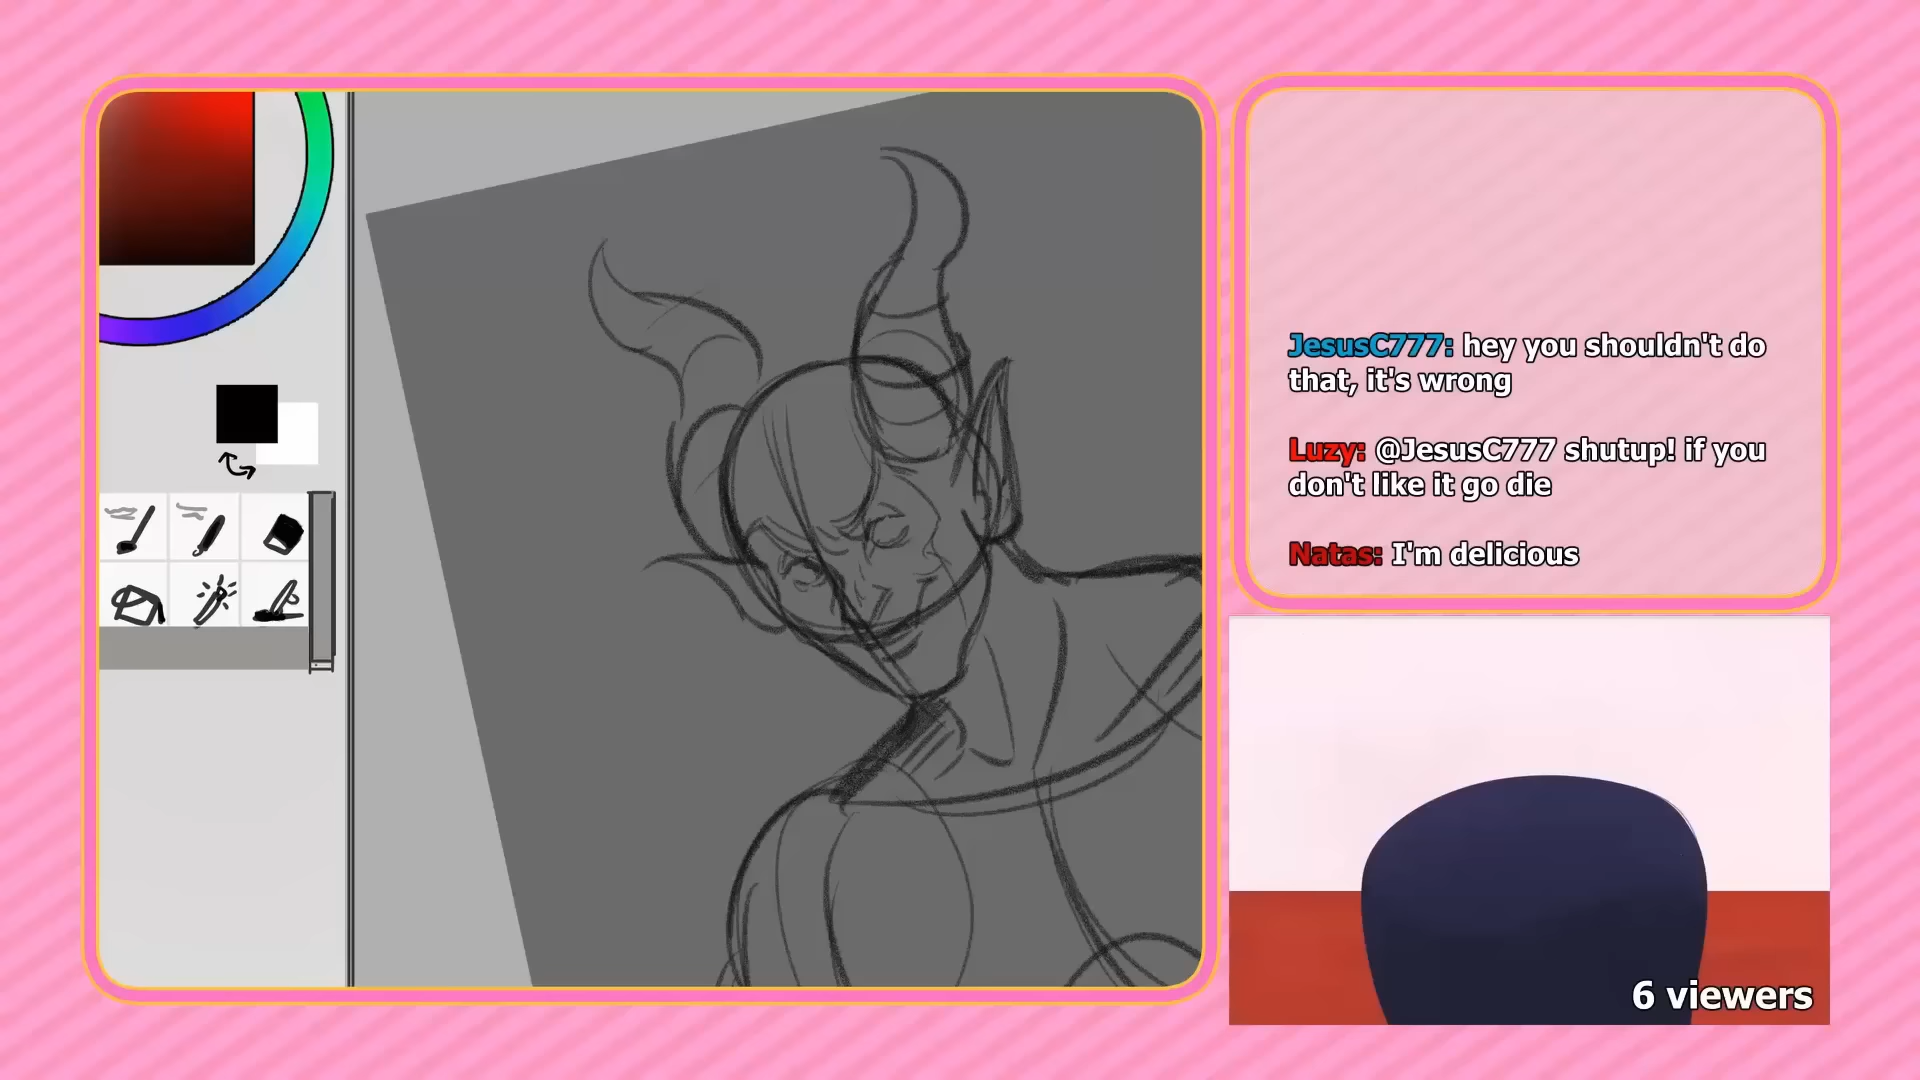 JesusC777: hey you shouldn't do
that, it's wrong
Luzy: @JesusC777 shutup! if you
don't like it go die
Natas: I'm delicious
6 viewers